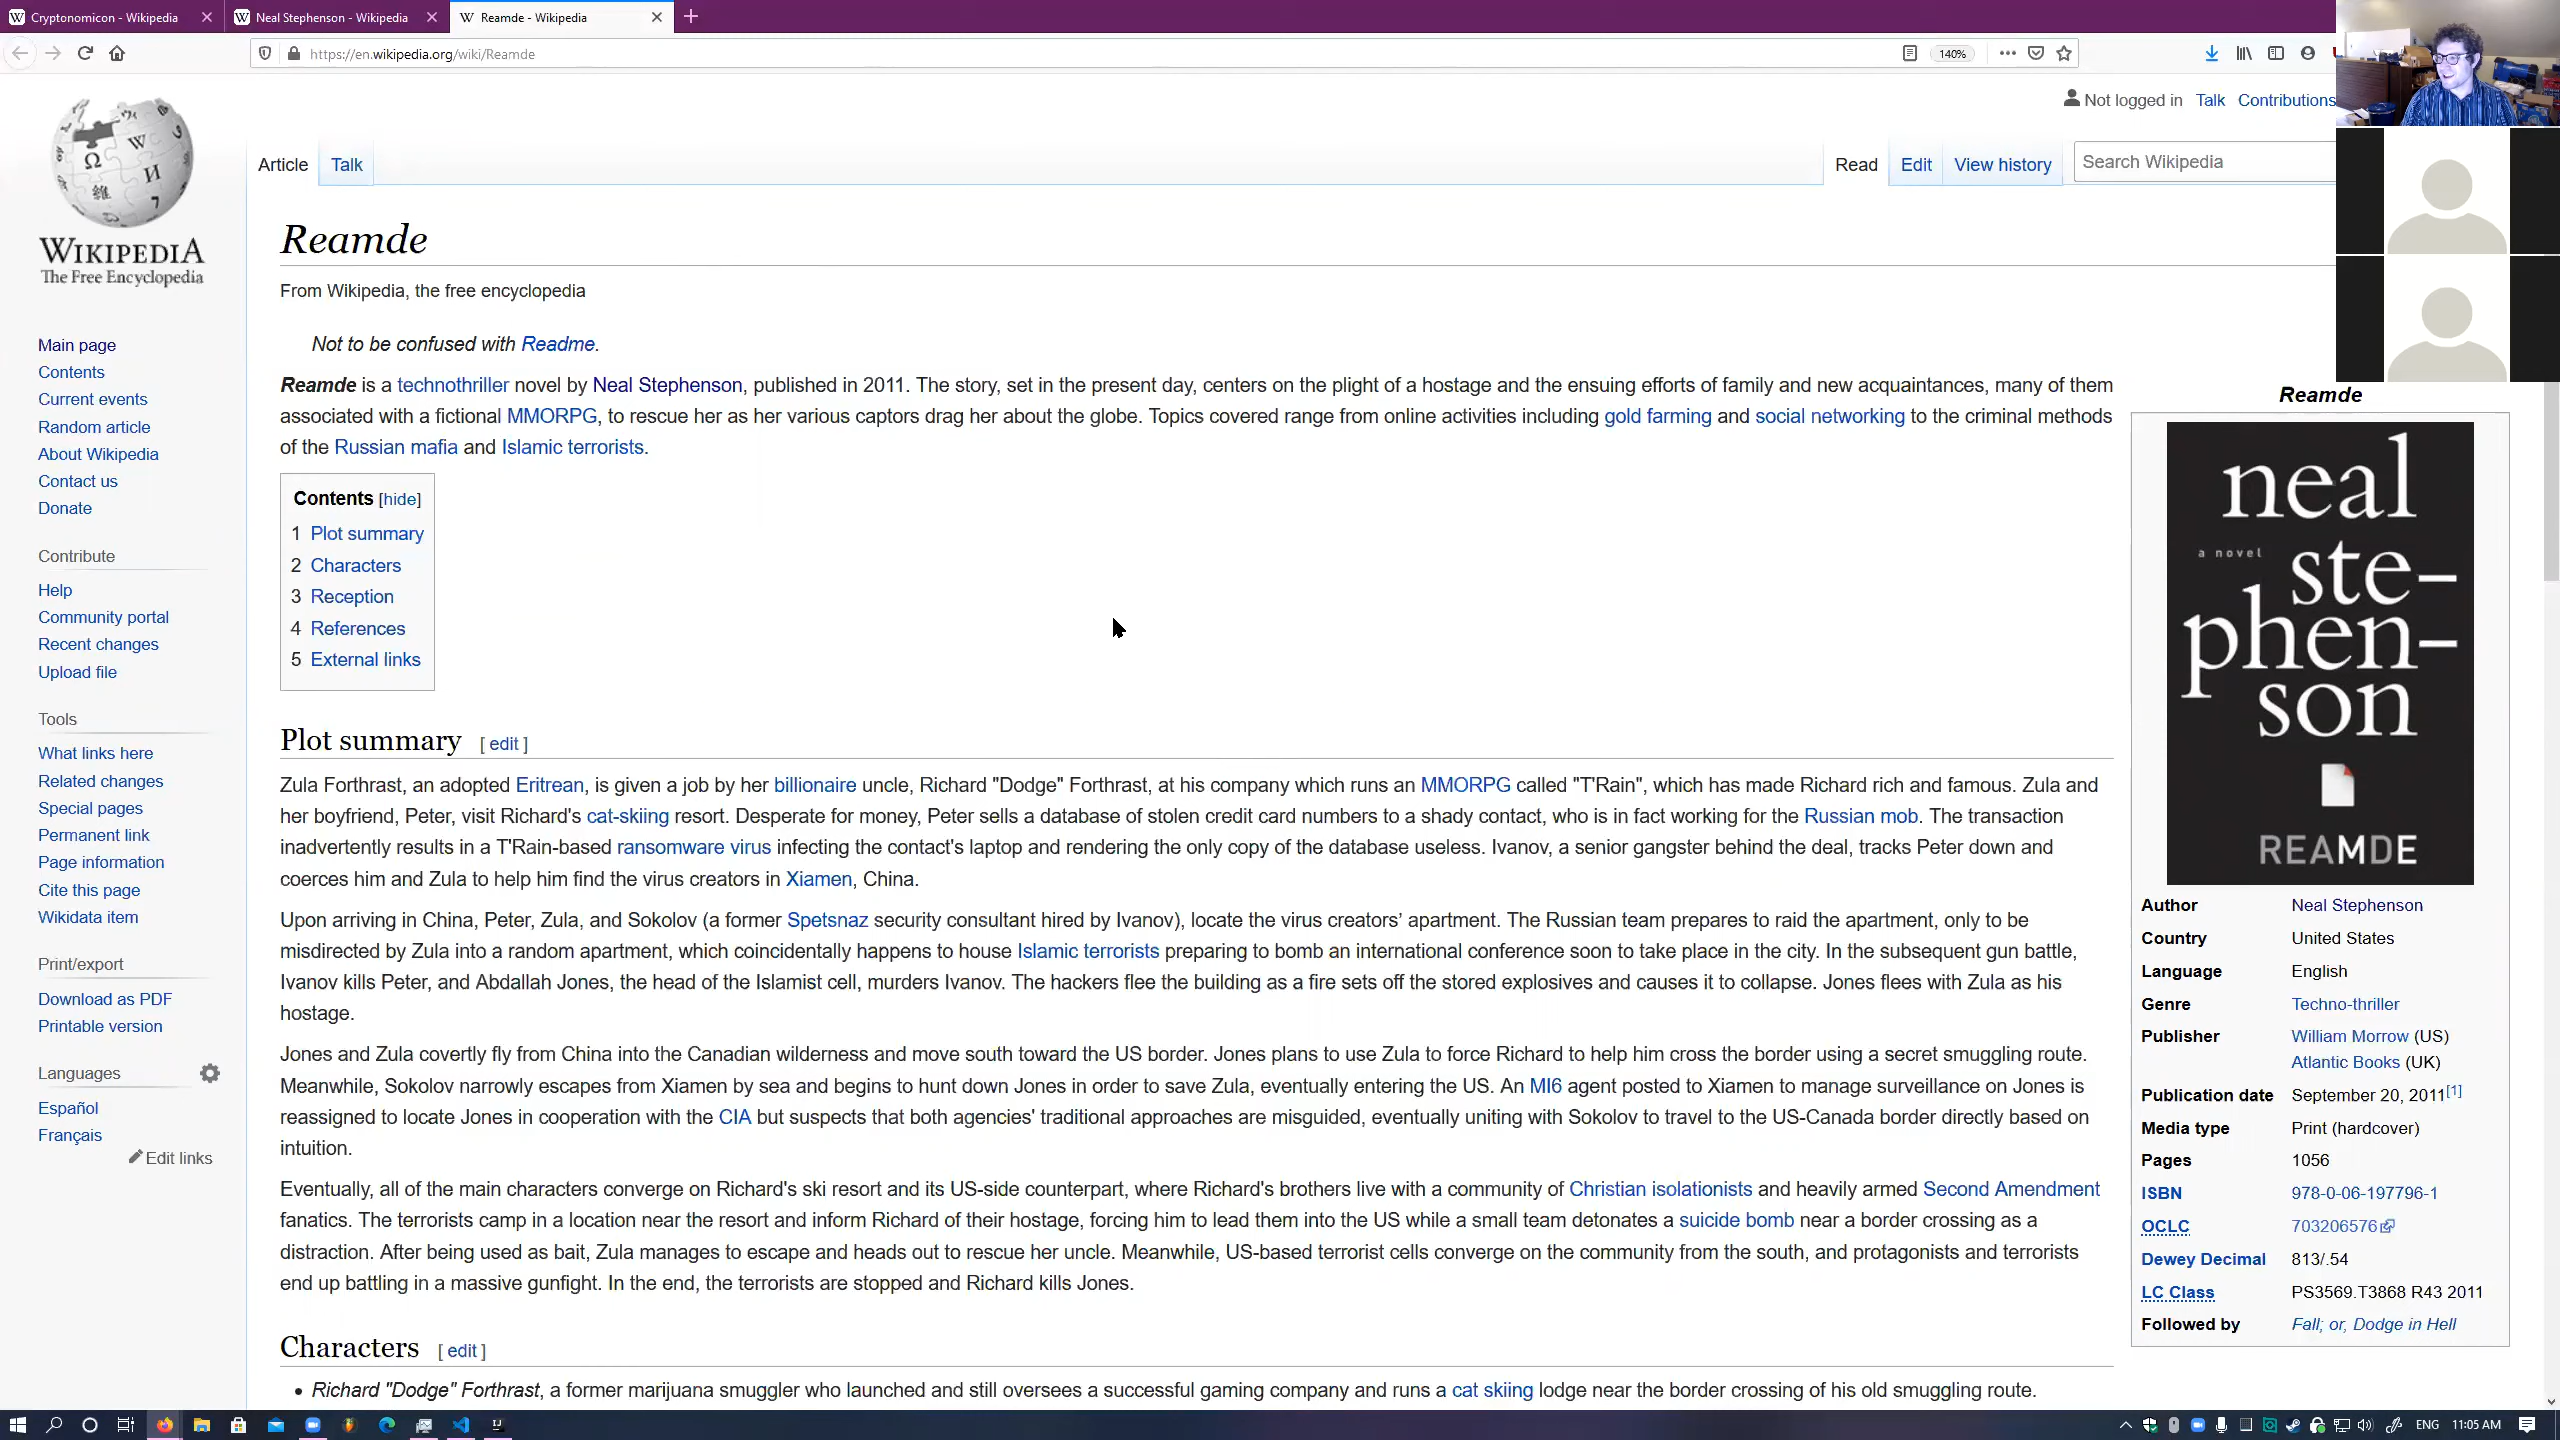 Cryptonomicon - Wikipedia
Neal Stephenson - Wikipedia
Reamde - Wikipedia
https://en.wikipedia.org/wiki/Reamde
140%
Not logged in Talk Contributions
Article Talk
Read Edit View history
Search Wikipedia
WIKIPEDIA
The Free Encyclopedia
Main page
Contents
Current events
Random article
About Wikipedia
Contact us
Donate
Contribute
Help
Community portal
Recent changes
Upload file
Tools
What links here
Related changes
Special pages
Permanent link
Page information
Cite this page
Wikidata item
Print/export
Download as PDF
Printable version
Languages
Español
Français
Edit links
Reamde
From Wikipedia, the free encyclopedia
Not to be confused with Readme.
Reamde is a technothriller novel by Neal Stephenson, published in 2011. The story, set in the present day, centers on the plight of a hostage and the ensuing efforts of family and new acquaintances, many of them
associated with a fictional MMORPG, to rescue her as her various captors drag her about the globe. Topics covered range from online activities including gold farming and social networking to the criminal methods
of the Russian mafia and Islamic terrorists.
Contents [hide]
1 Plot summary
2 Characters
3 Reception
4 References
5 External links
Plot summary [ edit ]
Zula Forthrast, an adopted Eritrean, is given a job by her billionaire uncle, Richard "Dodge" Forthrast, at his company which runs an MMORPG called "T'Rain", which has made Richard rich and famous. Zula and
her boyfriend, Peter, visit Richard's cat-skiing resort. Desperate for money, Peter sells a database of stolen credit card numbers to a shady contact, who is in fact working for the Russian mob. The transaction
inadvertently results in a T'Rain-based ransomware virus infecting the contact's laptop and rendering the only copy of the database useless. Ivanov, a senior gangster behind the deal, tracks Peter down and
coerces him and Zula to help him find the virus creators in Xiamen, China.
Upon arriving in China, Peter, Zula, and Sokolov (a former Spetsnaz security consultant hired by Ivanov), locate the virus creators' apartment. The Russian team prepares to raid the apartment, only to be
misdirected by Zula into a random apartment, which coincidentally happens to house Islamic terrorists preparing to bomb an international conference soon to take place in the city. In the subsequent gun battle,
Ivanov kills Peter, and Abdallah Jones, the head of the Islamist cell, murders Ivanov. The hackers flee the building as a fire sets off the stored explosives and causes it to collapse. Jones flees with Zula as his
hostage.
Jones and Zula covertly fly from China into the Canadian wilderness and move south toward the US border. Jones plans to use Zula to force Richard to help him cross the border using a secret smuggling route.
Meanwhile, Sokolov narrowly escapes from Xiamen by sea and begins to hunt down Jones in order to save Zula, eventually entering the US. An MI6 agent posted to Xiamen to manage surveillance on Jones is
reassigned to locate Jones in cooperation with the CIA but suspects that both agencies' traditional approaches are misguided, eventually uniting with Sokolov to travel to the US-Canada border directly based on
intuition.
Eventually, all of the main characters converge on Richard's ski resort and its US-side counterpart, where Richard's brothers live with a community of Christian isolationists and heavily armed Second Amendment
fanatics. The terrorists camp in a location near the resort and inform Richard of their hostage, forcing him to lead them into the US while a small team detonates a suicide bomb near a border crossing as a
distraction. After being used as bait, Zula manages to escape and heads out to rescue her uncle. Meanwhile, US-based terrorist cells converge on the community from the south, and protagonists and terrorists
end up battling in a massive gunfight. In the end, the terrorists are stopped and Richard kills Jones.
Characters [ edit ]
• Richard "Dodge" Forthrast, a former marijuana smuggler who launched and still oversees a successful gaming company and runs a cat skiing lodge near the border crossing of his old smuggling route.
Reamde
neal
a novel
ste–
phen–
son
REAMDE
Author Neal Stephenson
Country United States
Language English
Genre Techno-thriller
Publisher William Morrow (US)
Atlantic Books (UK)
Publication date September 20, 2011[1]
Media type Print (hardcover)
Pages 1056
ISBN 978-0-06-197796-1
OCLC 703206576
Dewey Decimal 813/.54
LC Class PS3569.T3868 R43 2011
Followed by Fall; or, Dodge in Hell
ENG 11:05 AM